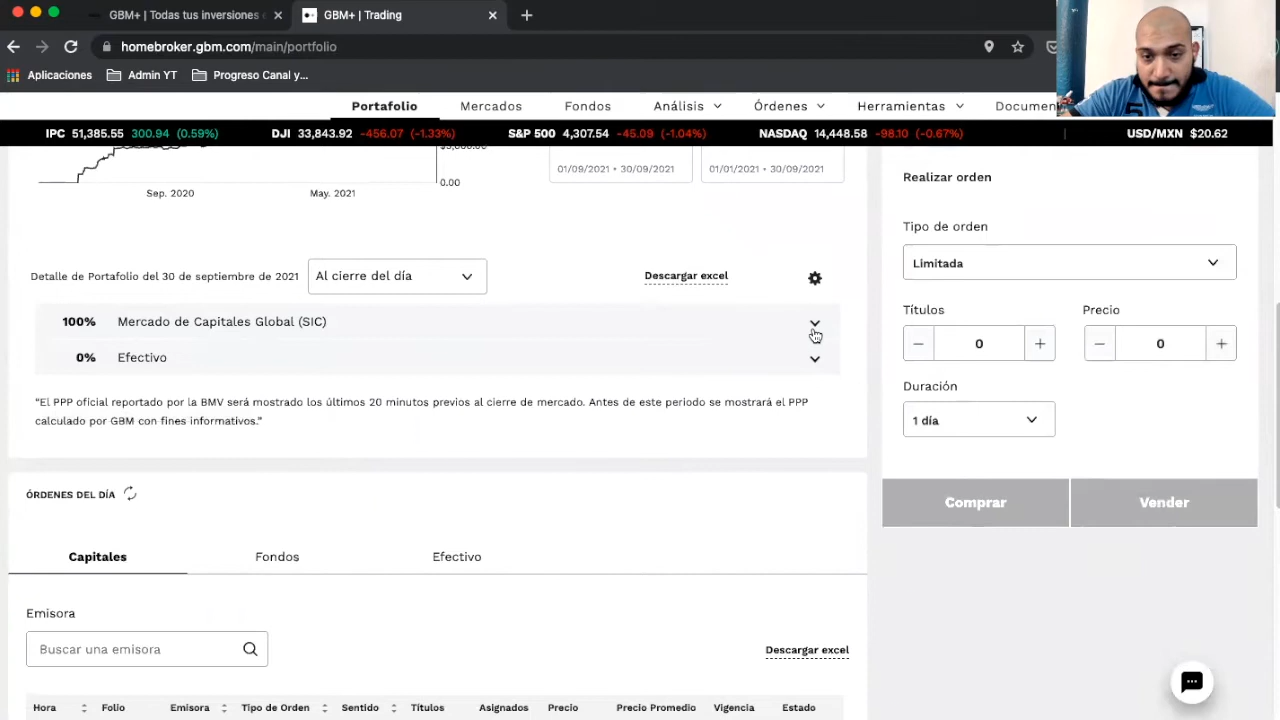 GBM+ | Todas tus inversiones
GBM+ | Trading
homebroker.gbm.com/main/portfolio
Aplicaciones
Admin YT
Progreso Canal y...
Portafolio
Mercados
Fondos
Análisis
Órdenes
Herramientas
IPC 51,385.55 300.94 (0.59%)
DJI 33,843.92 -456.07 (-1.33%)
S&P 500 4,307.54 -45.09 (-1.04%)
NASDAQ 14,448.58 -98.10 (-0.67%)
USD/MXN $20.62
01/09/2021 • 30/09/2021
01/01/2021 • 30/09/2021
0.00
Sep. 2020
May. 2021
Detalle de Portafolio del 30 de septiembre de 2021
Al cierre del día
Descargar excel
100% Mercado de Capitales Global (SIC)
0% Efectivo
"El PPP oficial reportado por la BMV será mostrado los últimos 20 minutos previos al cierre de mercado. Antes de este periodo se mostrará el PPP
calculado por GBM con fines informativos."
Realizar orden
Tipo de orden
Limitada
Títulos
Precio
− 0 +
− 0 +
Duración
1 día
Comprar
Vender
ÓRDENES DEL DÍA
Capitales
Fondos
Efectivo
Emisora
Buscar una emisora
Descargar excel
Hora
Folio
Emisora
Tipo de Orden
Sentido
Títulos
Asignados
Precio
Precio Promedio
Vigencia
Estado